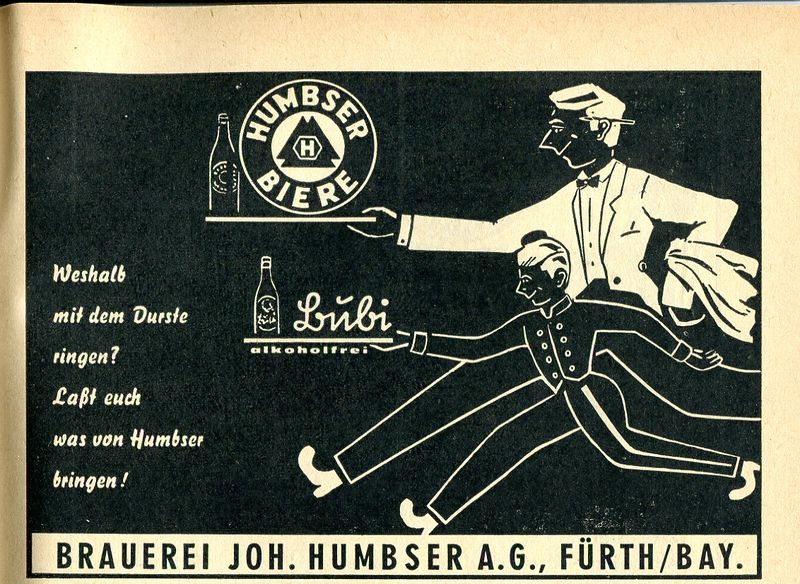 HUMBSER
H
BIERE
Bubi
alkoholfrei
Weshalb
mit dem Durste
ringen?
Laßt euch
was von Humbser
bringen!
BRAUEREI JOH. HUMBSER A.G., FÜRTH/BAY.